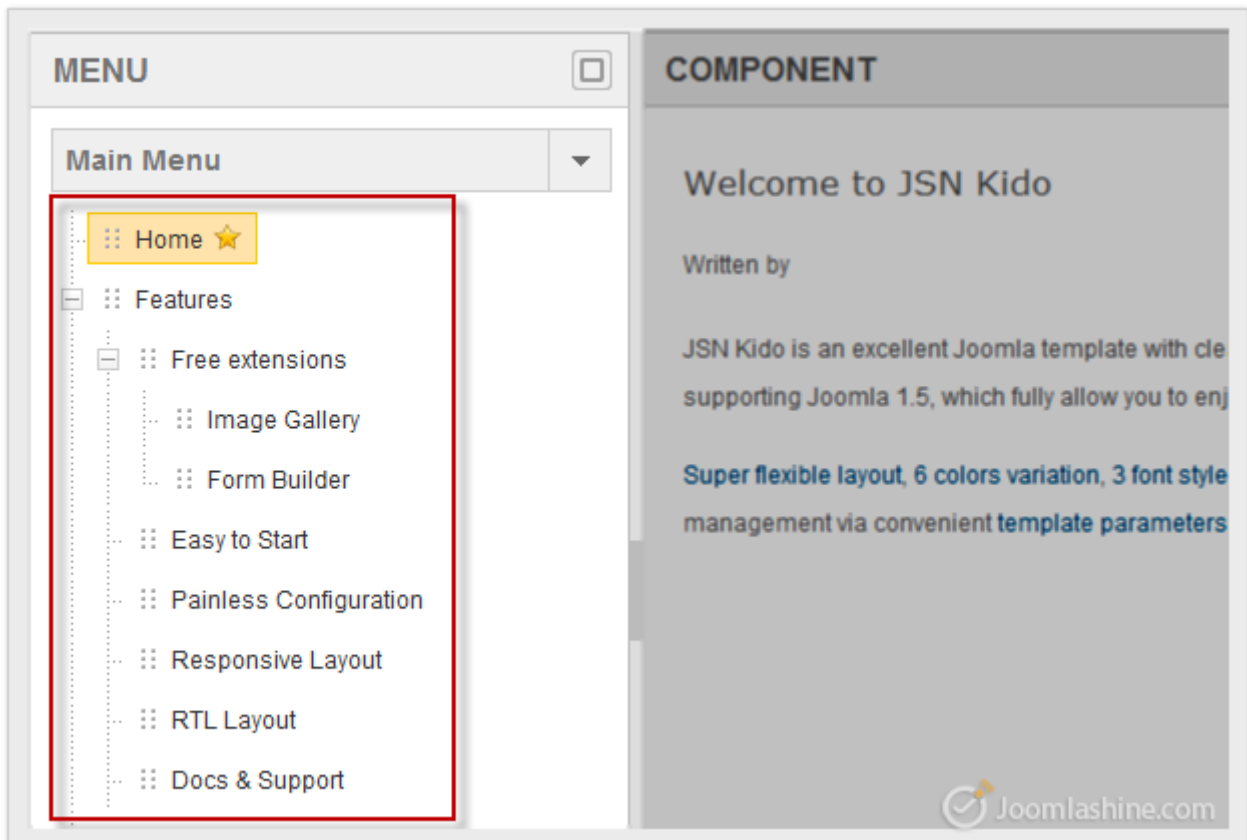 MENU
Main Menu
Home
Features
Free extensions
Image Gallery
Form Builder
Easy to Start
Painless Configuration
Responsive Layout
RTL Layout
Docs & Support
COMPONENT
Welcome to JSN Kido
Written by
JSN Kido is an excellent Joomla template with cle
supporting Joomla 1.5, which fully allow you to enj
Super flexible layout, 6 colors variation, 3 font style
management via convenient template parameters
Joomlashine.com